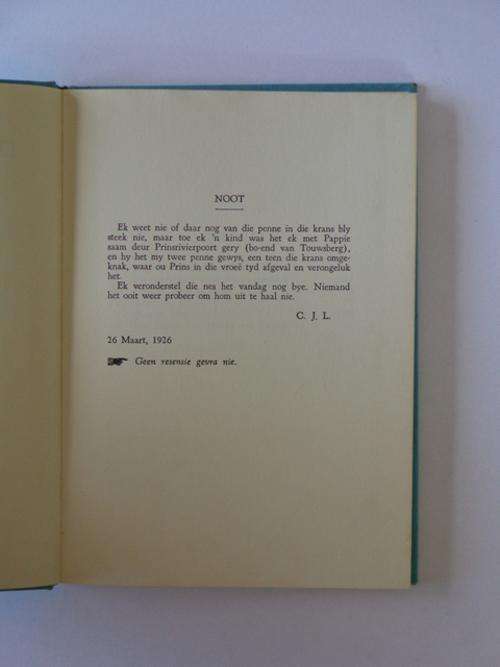 NOOT
Ek weet nie of daar nog van die penne in die krans bly
steek nie, maar toe ek 'n kind was het ek met Pappie
saam deur Prinsrivierpoort gery (bo-end van Touwsberg),
en hy het my twee penne gewys, een teen die krans omge-
knak, waar ou Prins in die vroeë tyd afgeval en verongeluk
het.
Ek veronderstel die nes het vandag nog bye. Niemand
het ooit weer probeer om hom uit te haal nie.
C. J. L.
26 Maart, 1926
Geen resensie gevra nie.